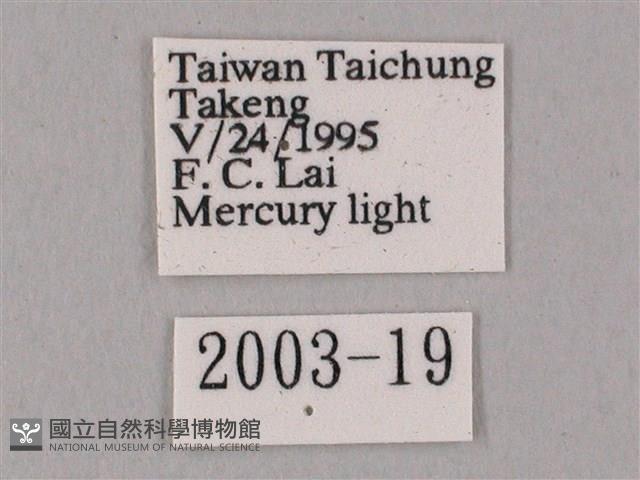 Taiwan Taichung
Takeng
V/24/1995
F. C. Lai
Mercury light
2003-19
國立自然科學博物館
NATIONAL MUSEUM OF NATURAL SCIENCE